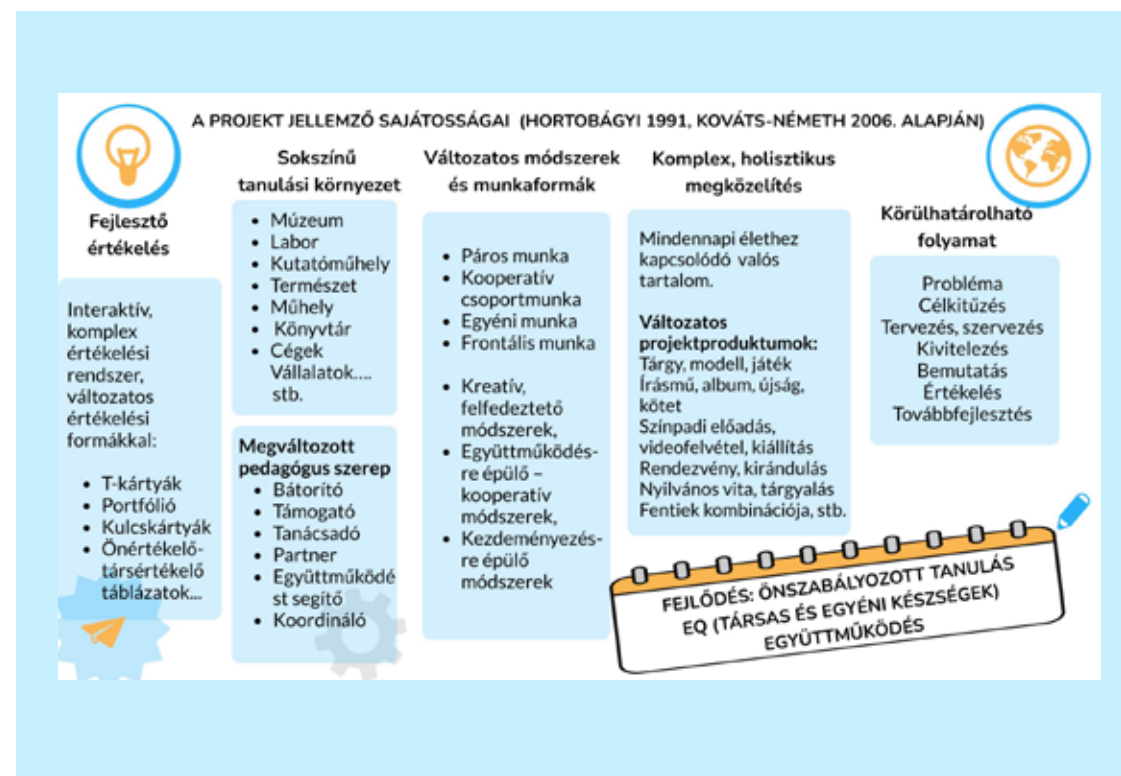 A PROJEKT JELLEMZŐ SAJÁTOSSÁGAI (HORTOBÁGYI 1991, KOVÁTS-NÉMETH 2006. ALAPJÁN)
Fejlesztő
értékelés
Interaktív,
komplex
értékelési
rendszer,
változatos
értékelési
formákkal:
• T-kártyák
• Portfólió
• Kulcskártyák
• Önértékelő-
társértékelő
táblázatok...
Sokszínű
tanulási környezet
• Múzeum
• Labor
• Kutatóműhely
• Természet
• Műhely
• Könyvtár
• Cégek
Vállalatok....
stb.
Megváltozott
pedagógus szerep
• Bátorító
• Támogató
• Tanácsadó
• Partner
• Együttműködé
st segítő
• Koordináló
Változatos módszerek
és munkaformák
• Páros munka
• Kooperatív
csoportmunka
• Egyéni munka
• Frontális munka
• Kreatív,
felfedeztető
módszerek,
• Együttműködés-
re épülő –
kooperatív
módszerek,
• Kezdeményezés-
re épülő
módszerek
Komplex, holisztikus
megközelítés
Mindennapi élethez
kapcsolódó valós
tartalom.
Változatos
projektproduktumok:
Tárgy, modell, játék
Írásmű, album, újság,
kötet
Színpadi előadás,
videofelvétel, kiállítás
Rendezvény, kirándulás
Nyilvános vita, tárgyalás
Fentiek kombinációja, stb.
Körülhatárolható
folyamat
Probléma
Célkitűzés
Tervezés, szervezés
Kivitelezés
Bemutatás
Értékelés
Továbbfejlesztés
FEJLŐDÉS: ÖNSZABÁLYOZOTT TANULÁS
EQ (TÁRSAS ÉS EGYÉNI KÉSZSÉGEK)
EGYÜTTMŰKÖDÉS